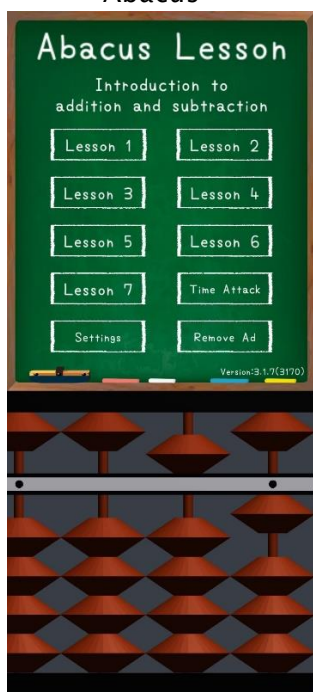 Abacus
Abacus Lesson
Introduction to
addition and subtraction
Lesson 1
Lesson 2
Lesson 3
Lesson 4
Lesson 5
Lesson 6
Lesson 7
Time Attack
Settings
Remove Ad
Version:3.1.7(3170)